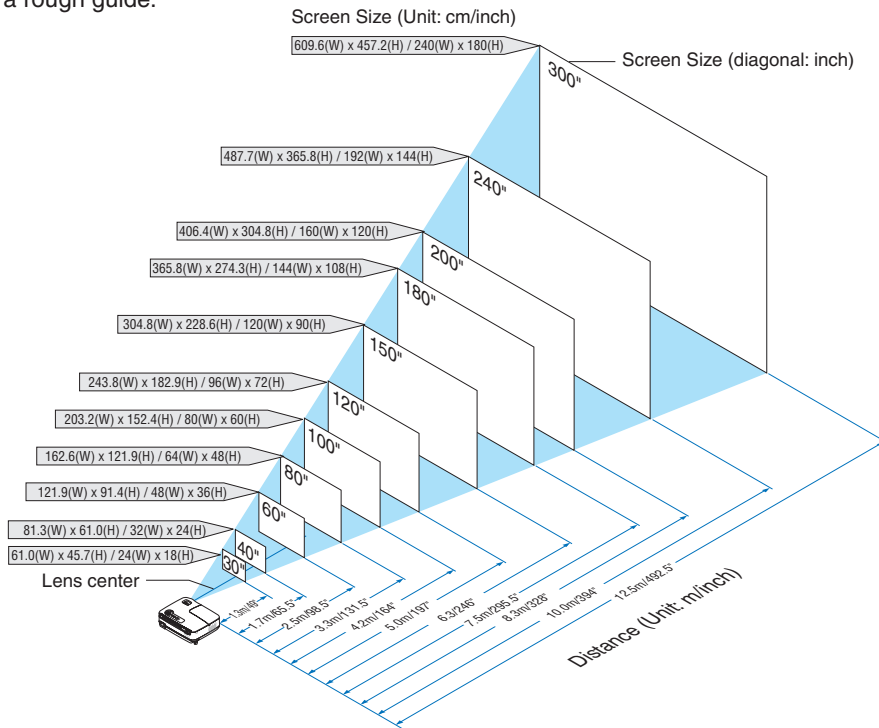 a rough guide.
Screen Size (Unit: cm/inch)
609.6(W) x 457.2(H) / 240(W) x 180(H)
Screen Size (diagonal: inch)
300"
487.7(W) x 365.8(H) / 192(W) x 144(H)
240"
406.4(W) x 304.8(H) / 160(W) x 120(H)
200"
365.8(W) x 274.3(H) / 144(W) x 108(H)
180"
304.8(W) x 228.6(H) / 120(W) x 90(H)
150"
243.8(W) x 182.9(H) / 96(W) x 72(H)
120"
203.2(W) x 152.4(H) / 80(W) x 60(H)
100"
162.6(W) x 121.9(H) / 64(W) x 48(H)
80"
121.9(W) x 91.4(H) / 48(W) x 36(H)
60"
81.3(W) x 61.0(H) / 32(W) x 24(H)
40"
61.0(W) x 45.7(H) / 24(W) x 18(H)
30"
Lens center
1.7m/65.5"
2.5m/98.5"
3.3m/131.5"
4.2m/164"
5.0m/197"
6.3/246"
7.5m/295.5"
8.3m/328"
10.0m/394"
12.5m/492.5"
Distance (Unit: m/inch)